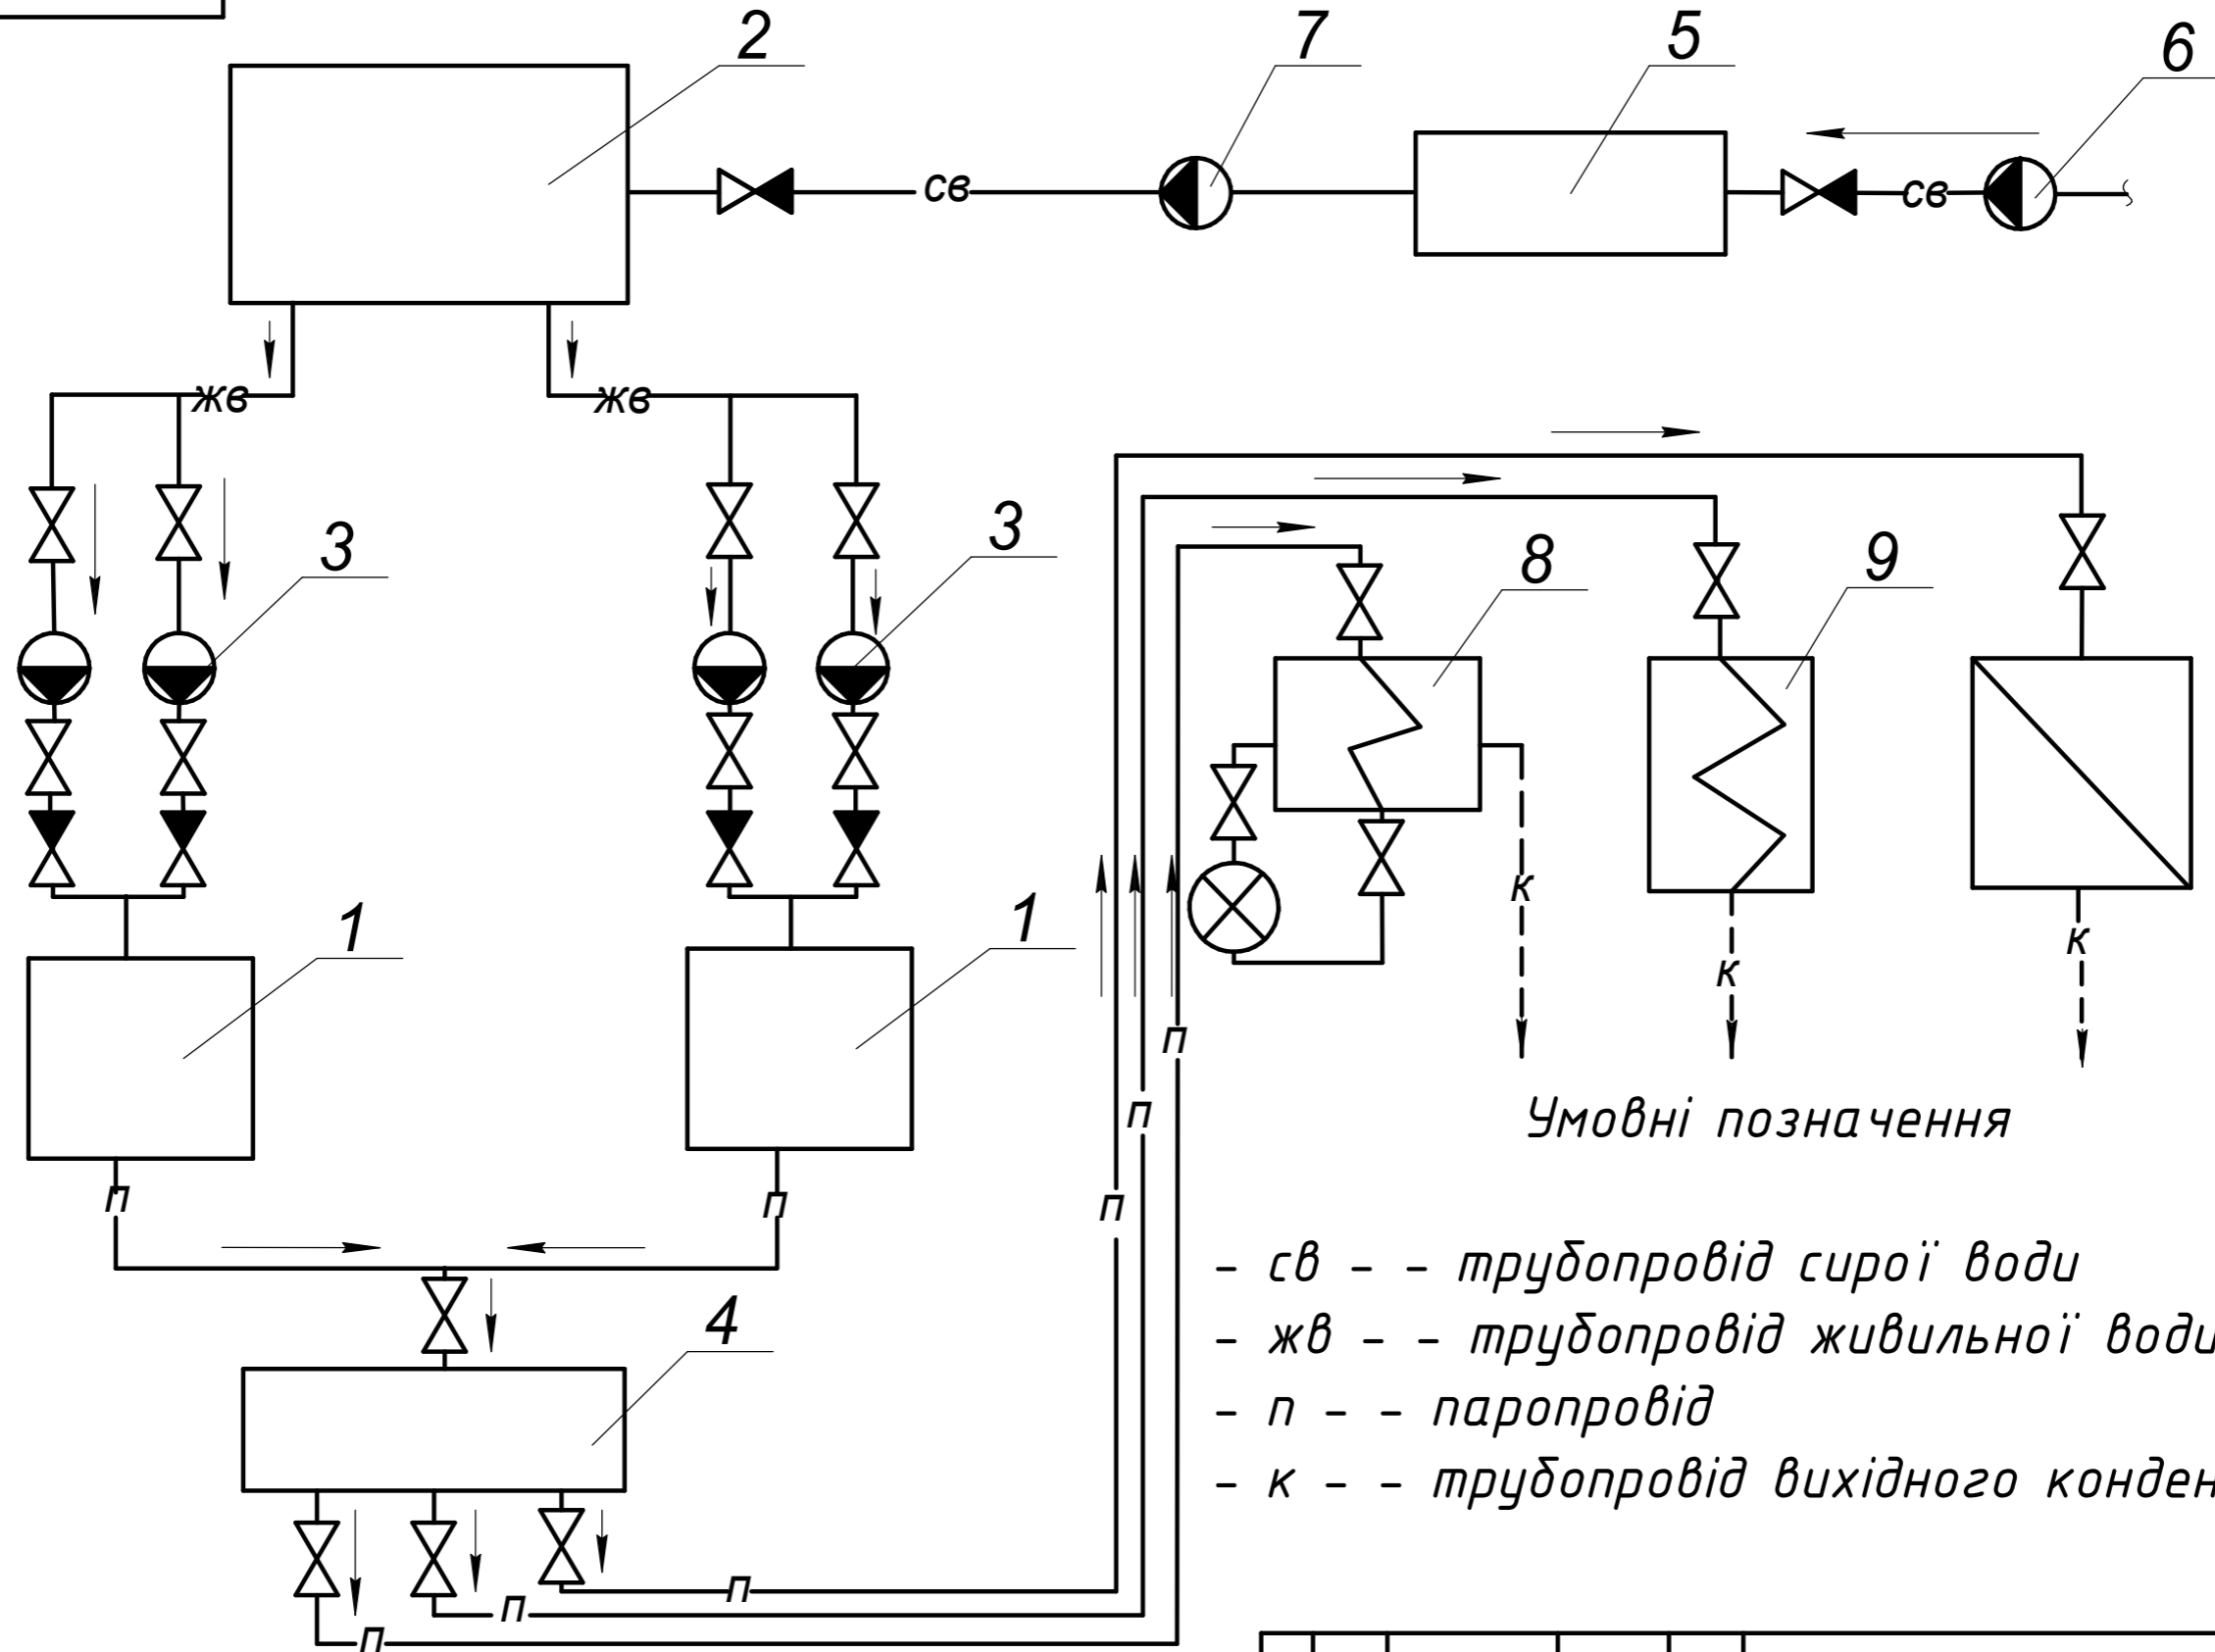 2
7
5
6
св
св
жв
жв
3
3
8
9
1
1
к
к
к
п
п
п
п
п
Умовні позначення
- св - - трубопровід сирої води
4
- жв - - трубопровід живильної води
- п - - паропровід
- к - - трубопровід вихідного конден
п
п
п